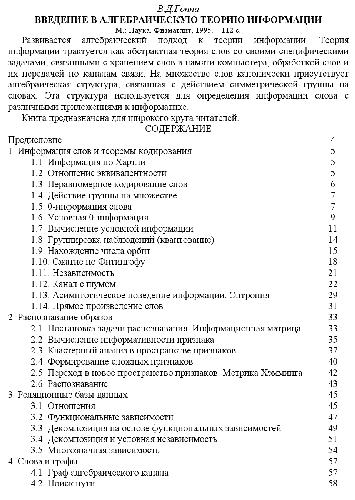 В.Д.Гоппа
ВВЕДЕНИЕ В АЛГЕБРАИЧЕСКУЮ ТЕОРИЮ ИНФОРМАЦИИ
М.: Наука. Физматлит, 1995. - 112 с.
Развивается алгебраический подход к теории информации. Теория
информации трактуется как абстрактная теория слов со своими специфическими
задачами, связанными с хранением слов в памяти компьютера, обработкой слов и
их передачей по каналам связи. На множестве слов канонически присутствует
алгебраическая структура, связанная с действием симметрической группы на
словах. Эта структура используется для определения информации слова с
различными приложениями к информатике.
Книга предназначена для широкого круга читателей.
СОДЕРЖАНИЕ
Предисловие 4
1 Информация слов и теоремы кодирования 5
1.1 Информация по Хартли 5
1.2 Отношение эквивалентности 5
1.3 Неравномерное кодирование слов 6
1.4 Действие группы на множестве 7
1.5 0-информация слова 7
1.6 Условная 0-информация 9
1.7 Вычисление условной информации 11
1.8 Группировка наблюдений (квантование) 14
1.9 Нахождение числа орбит 15
1.10. Сжатие по Фитингофу 18
1.11. Независимость 21
1.12. Канал с шумом 22
1.13. Асимптотическое поведение информации. Энтропия 29
1.14. Прямое произведение слов 31
2 Распознавание образов 33
2.1 Постановка задачи распознавания. Информационная матрица 33
2.2 Вычисление информативности признака 35
2.3 Кластерный анализ в пространстве признаков 37
2.4 Формирование сложных признаков 40
2.5 Переход в новое пространство признаков. Метрика Хэмминга 42
2.6 Распознавание 43
3 Реляционные базы данных 45
3.1 Отношения 45
3.2 Функциональные зависимости 47
3.3 Декомпозиция на основе функциональных зависимостей 49
3.4 Декомпозиция и условная независимость 51
3.5 Многозначная зависимость 54
4 Слова и графы 57
4.1 Граф алгебраического канала 57
4.2 Поиск пути 58